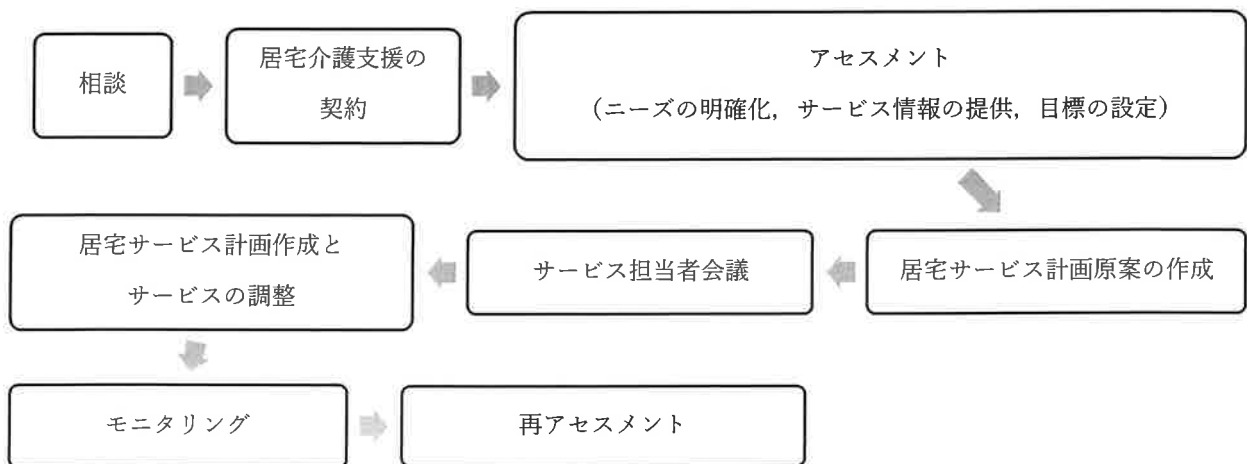 相談
居宅介護支援の
契約
アセスメント
(ニーズの明確化，サービス情報の提供，目標の設定)
居宅サービス計画原案の作成
サービス担当者会議
居宅サービス計画作成と
サービスの調整
モニタリング
再アセスメント